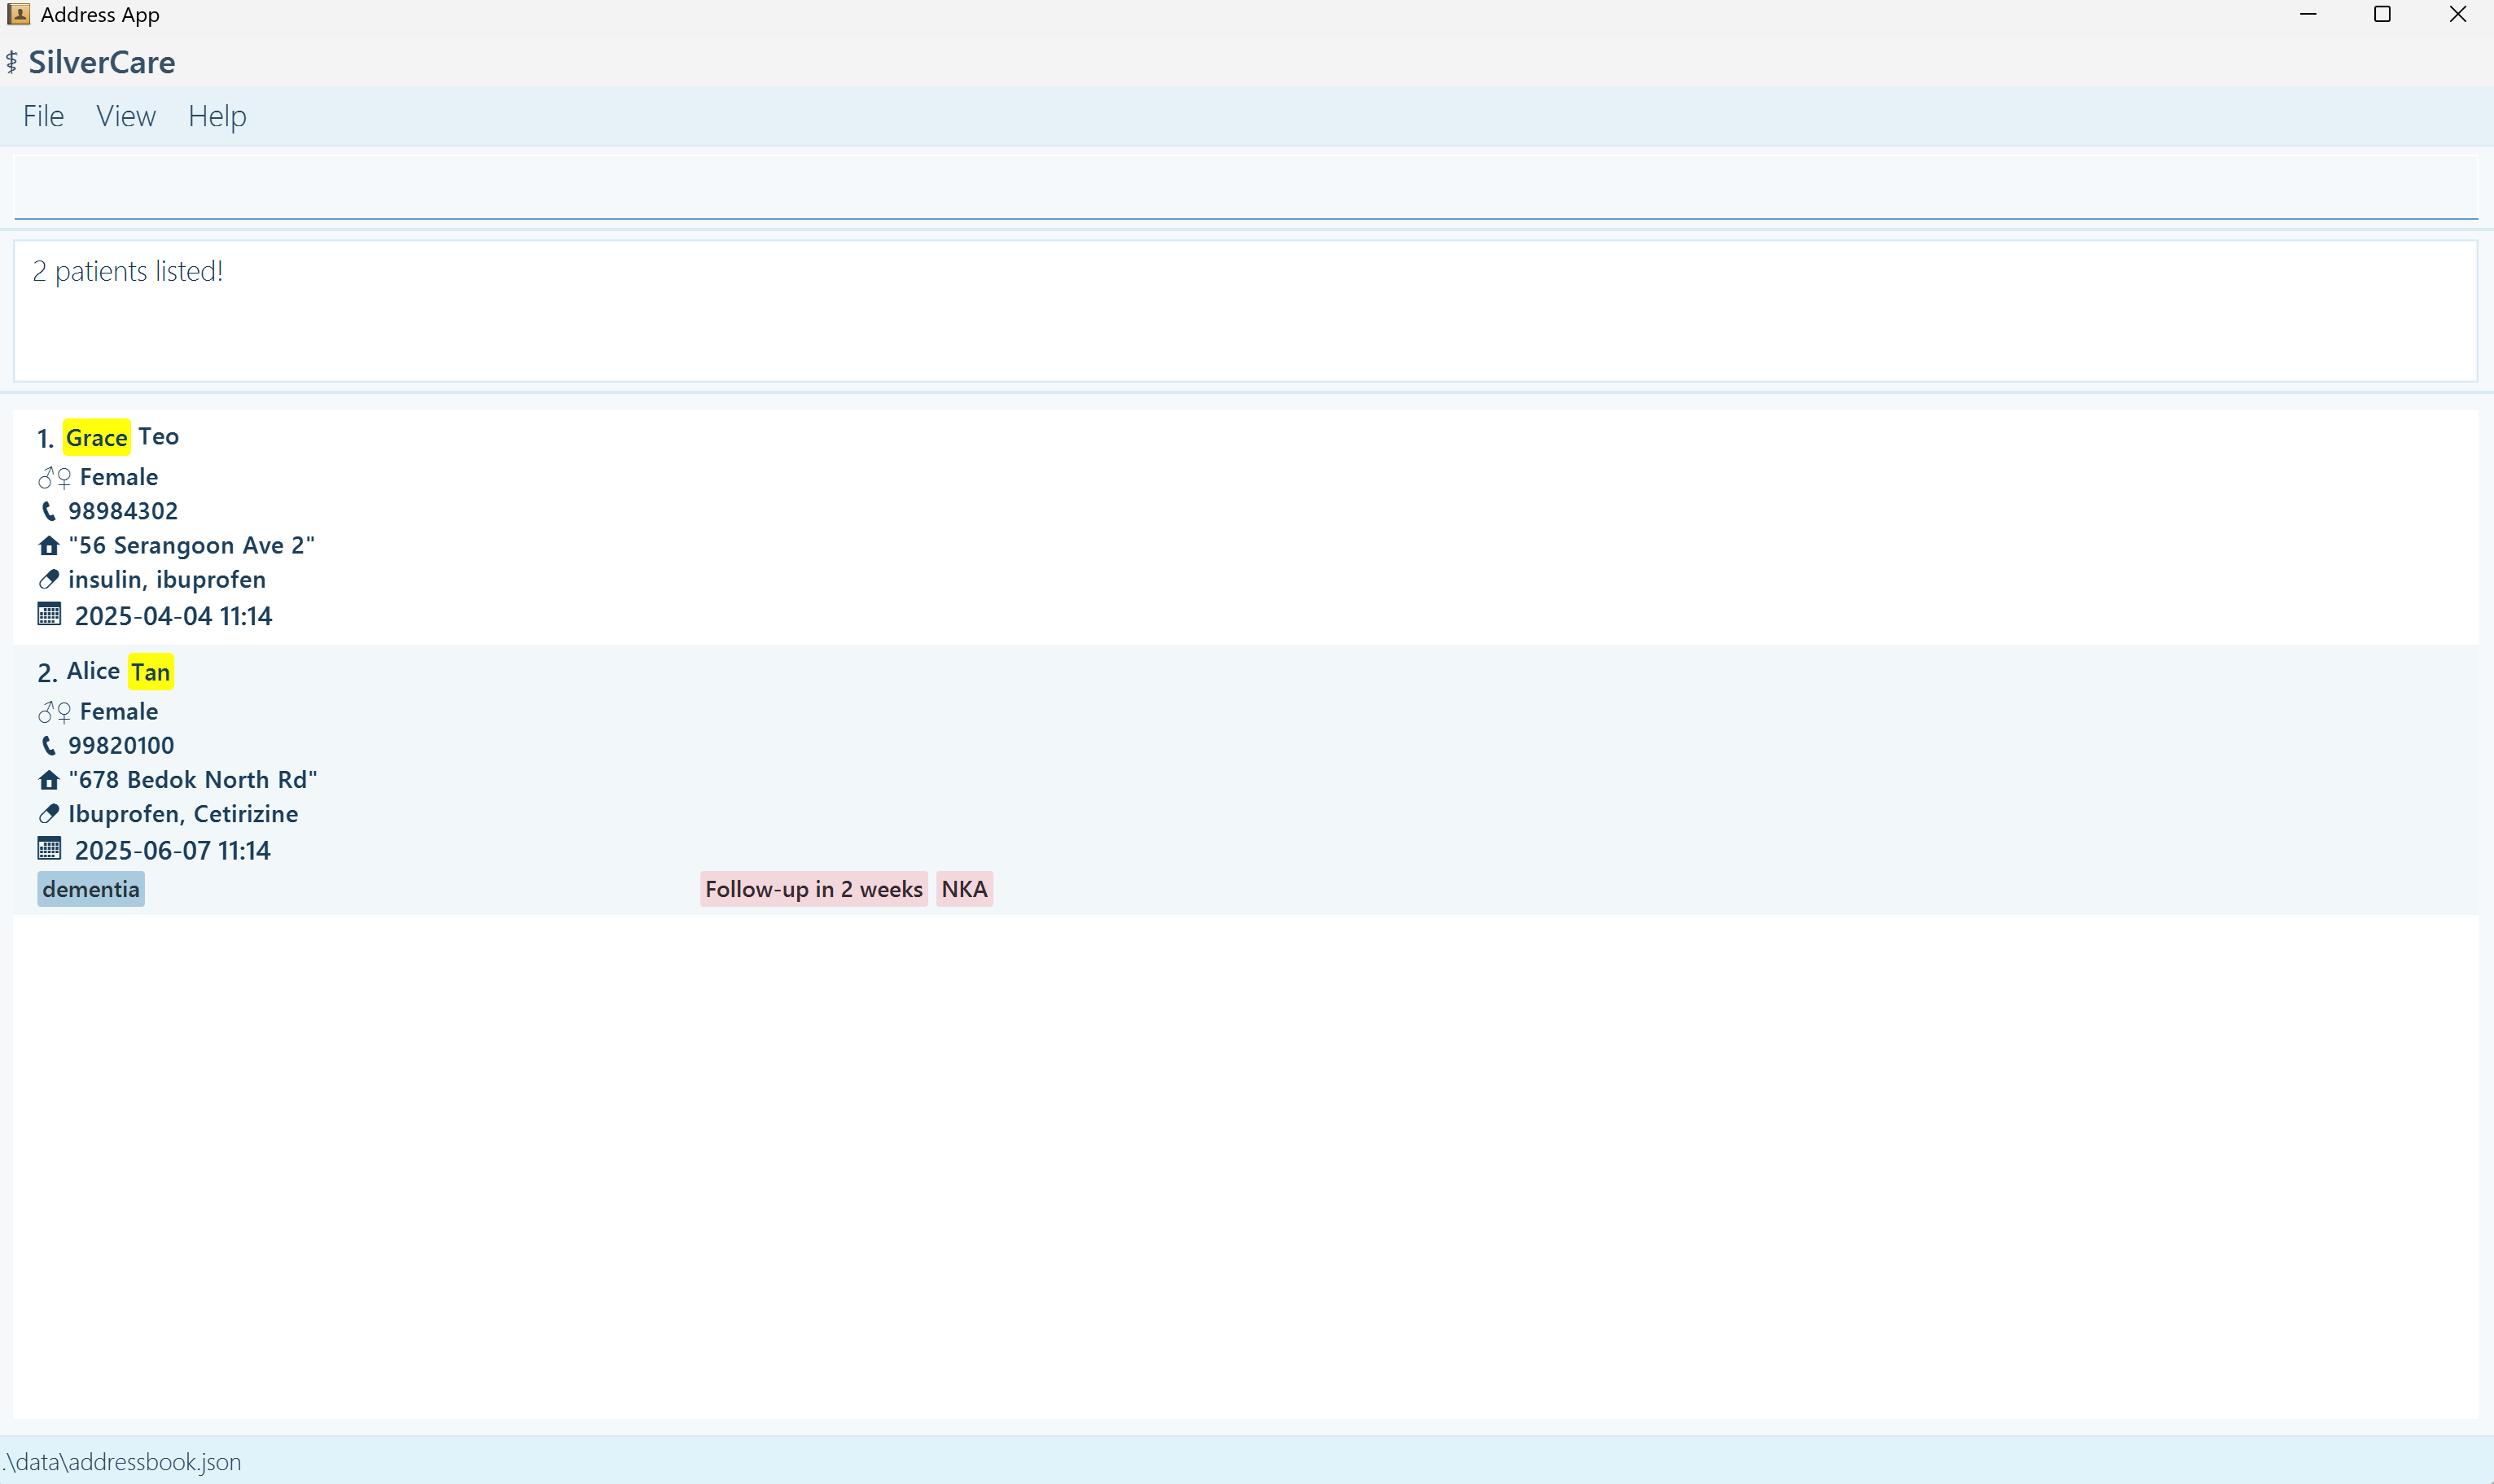 Address App
SilverCare
File View Help
2 patients listed!
1. Grace Teo
Female
98984302
"56 Serangoon Ave 2"
insulin, ibuprofen
2025-04-04 11:14
2. Alice Tan
Female
99820100
"678 Bedok North Rd"
Ibuprofen, Cetirizine
2025-06-07 11:14
dementia Follow-up in 2 weeks NKA
.\data\addressbook.json